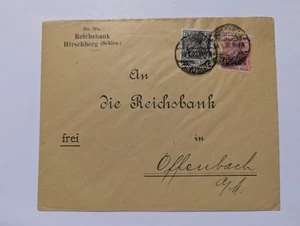 Reichsbank
Hirschberg (Schles.)
An
die Reichsbank
frei
in
Offenbach
a/M.